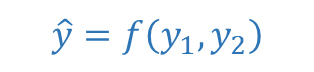 ŷ = f(y₁, y₂)